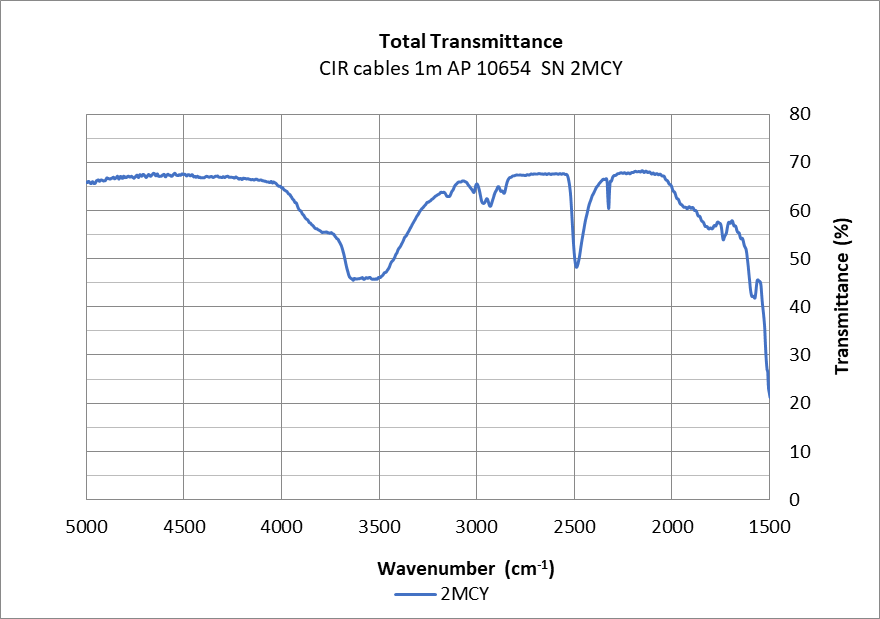 Total Transmittance
CIR cables 1m AP 10654 SN 2MCY
80
70
60
50
40
30
20
10
0
Transmittance (%)
5000 4500 4000 3500 3000 2500 2000 1500
Wavenumber (cm⁻¹)
2MCY